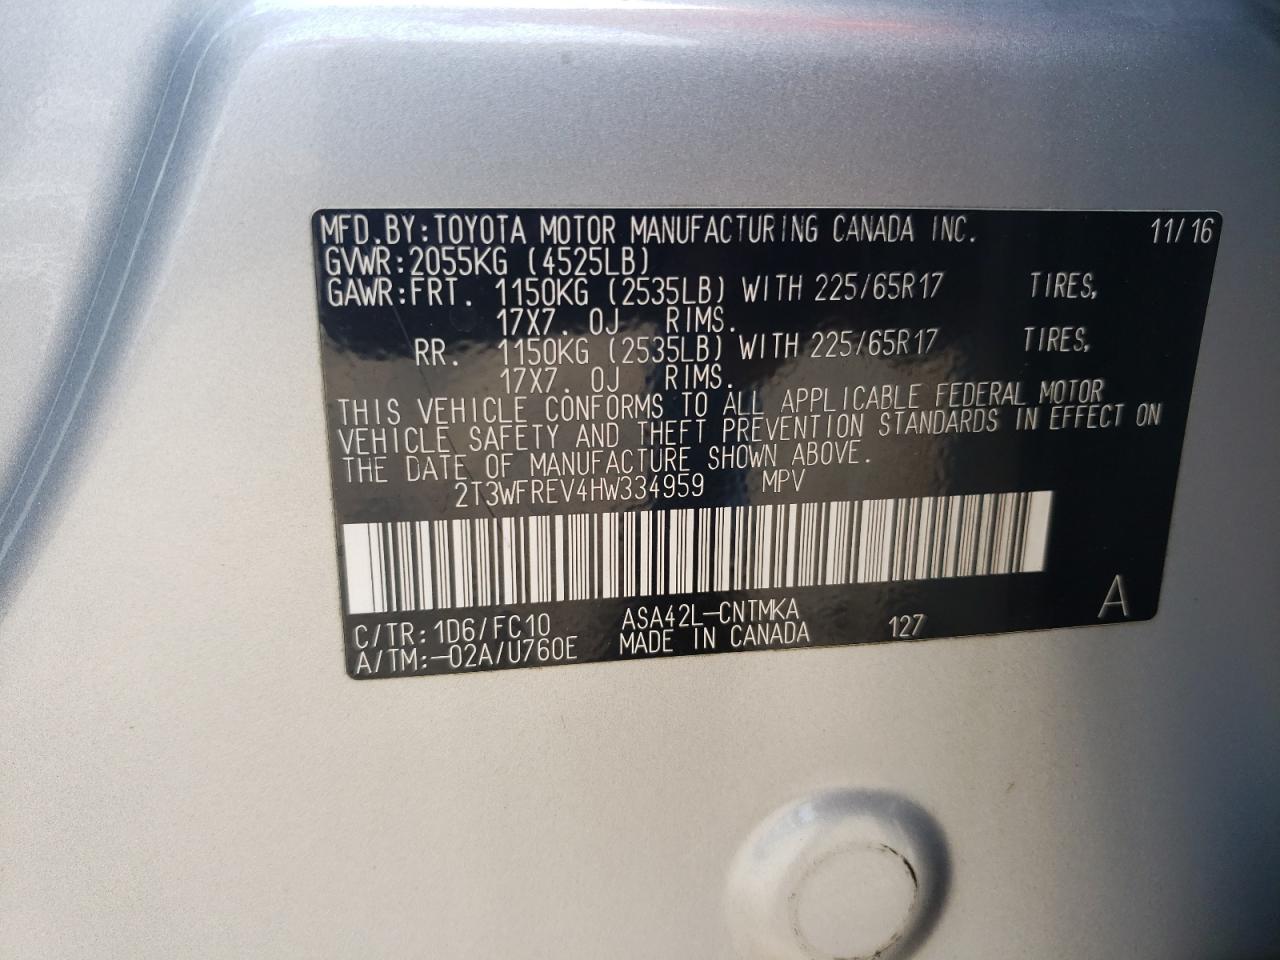 MFD.BY:TOYOTA MOTOR MANUFACTURING CANADA INC. 11/16
GVWR:2055KG (4525LB)
GAWR:FRT. 1150KG (2535LB) WITH 225/65R17 TIRES,
17X7.0J RIMS.
RR. 1150KG (2535LB) WITH 225/65R17 TIRES,
17X7.0J RIMS.
THIS VEHICLE CONFORMS TO ALL APPLICABLE FEDERAL MOTOR
VEHICLE SAFETY AND THEFT PREVENTION STANDARDS IN EFFECT ON
THE DATE OF MANUFACTURE SHOWN ABOVE.
2T3WFREV4HW334959 MPV
C/TR:1D6/FC10 ASA42L-CNTMKA
A/TM:-02A/U760E MADE IN CANADA 127 A